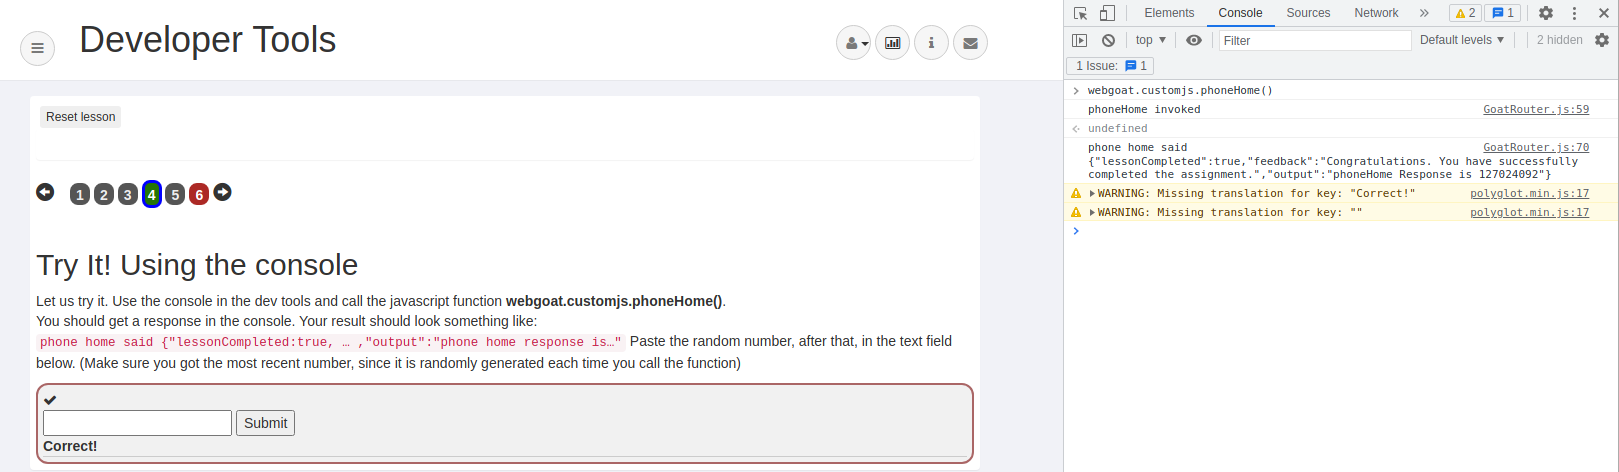 Developer Tools
Reset lesson
1 2 3 4 5 6
Try It! Using the console
Let us try it. Use the console in the dev tools and call the javascript function webgoat.customjs.phoneHome().
You should get a response in the console. Your result should look something like:
phone home said {"lessonCompleted:true, … ,"output":"phone home response is…" Paste the random number, after that, in the text field
below. (Make sure you got the most recent number, since it is randomly generated each time you call the function)
Submit
Correct!
Elements Console Sources Network » 2 1
top Filter Default levels 2 hidden
1 Issue: 1
webgoat.customjs.phoneHome()
phoneHome invoked GoatRouter.js:59
undefined
phone home said GoatRouter.js:70
{"lessonCompleted":true,"feedback":"Congratulations. You have successfully
completed the assignment.","output":"phoneHome Response is 127024092"}
WARNING: Missing translation for key: "Correct!" polyglot.min.js:17
WARNING: Missing translation for key: "" polyglot.min.js:17